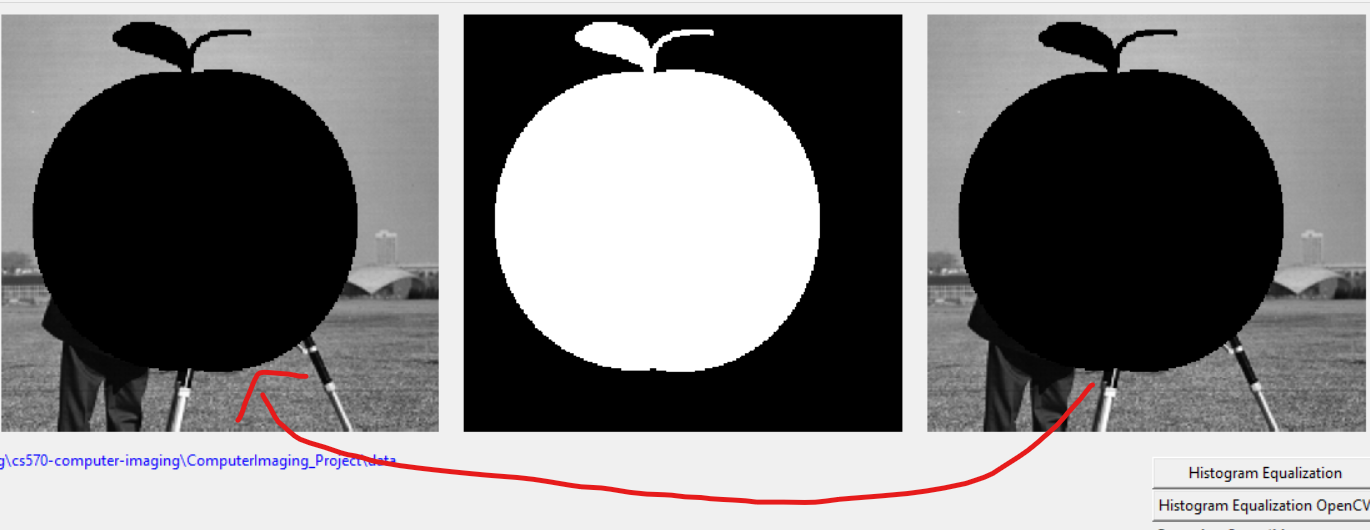 g\cs570-computer-imaging\ComputerImaging_Project\data
Histogram Equalization
Histogram Equalization OpenCV